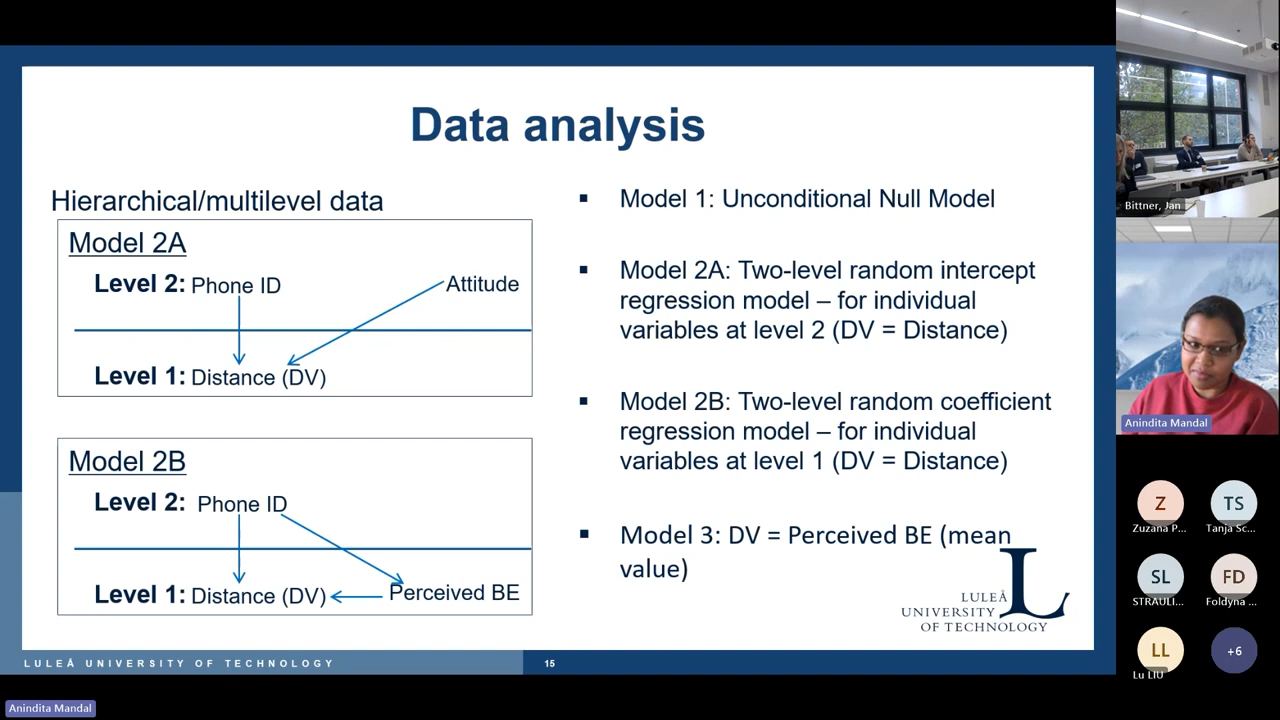 Data analysis
Hierarchical/multilevel data
Model 2A
Level 2: Phone ID
Attitude
Level 1: Distance (DV)
Model 2B
Level 2: Phone ID
Level 1: Distance (DV)
Perceived BE
▪ Model 1: Unconditional Null Model
▪ Model 2A: Two-level random intercept
regression model – for individual
variables at level 2 (DV = Distance)
▪ Model 2B: Two-level random coefficient
regression model – for individual
variables at level 1 (DV = Distance)
▪ Model 3: DV = Perceived BE (mean
value)
LULEÅ
UNIVERSITY
OF TECHNOLOGY
L
LULEÅ UNIVERSITY OF TECHNOLOGY
15
Anindita Mandal
Bittner, Jan
Anindita Mandal
Z
Zuzana P...
TS
Tanja Sc...
SL
STRAULI...
FD
Foldyna ...
LL
Lu LIU
+6